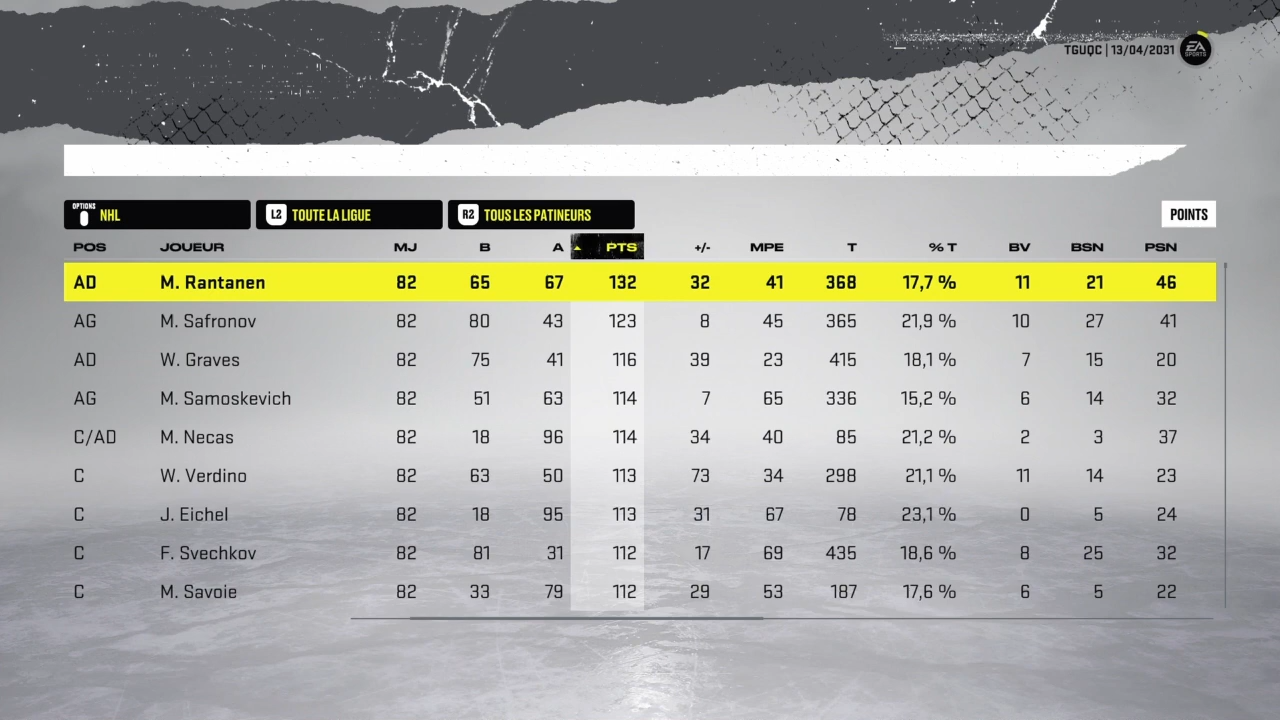 TGUQC | 13/04/2031 EA SPORTS
OPTIONS NHL L2 TOUTE LA LIGUE R2 TOUS LES PATINEURS POINTS
POS JOUEUR MJ B A PTS +/- MPE T % T BV BSN PSN
AD M. Rantanen 82 65 67 132 32 41 368 17,7 % 11 21 46
AG M. Safronov 82 80 43 123 8 45 365 21,9 % 10 27 41
AD W. Graves 82 75 41 116 39 23 415 18,1 % 7 15 20
AG M. Samoskevich 82 51 63 114 7 65 336 15,2 % 6 14 32
C/AD M. Necas 82 18 96 114 34 40 85 21,2 % 2 3 37
C W. Verdino 82 63 50 113 73 34 298 21,1 % 11 14 23
C J. Eichel 82 18 95 113 31 67 78 23,1 % 0 5 24
C F. Svechkov 82 81 31 112 17 69 435 18,6 % 8 25 32
C M. Savoie 82 33 79 112 29 53 187 17,6 % 6 5 22